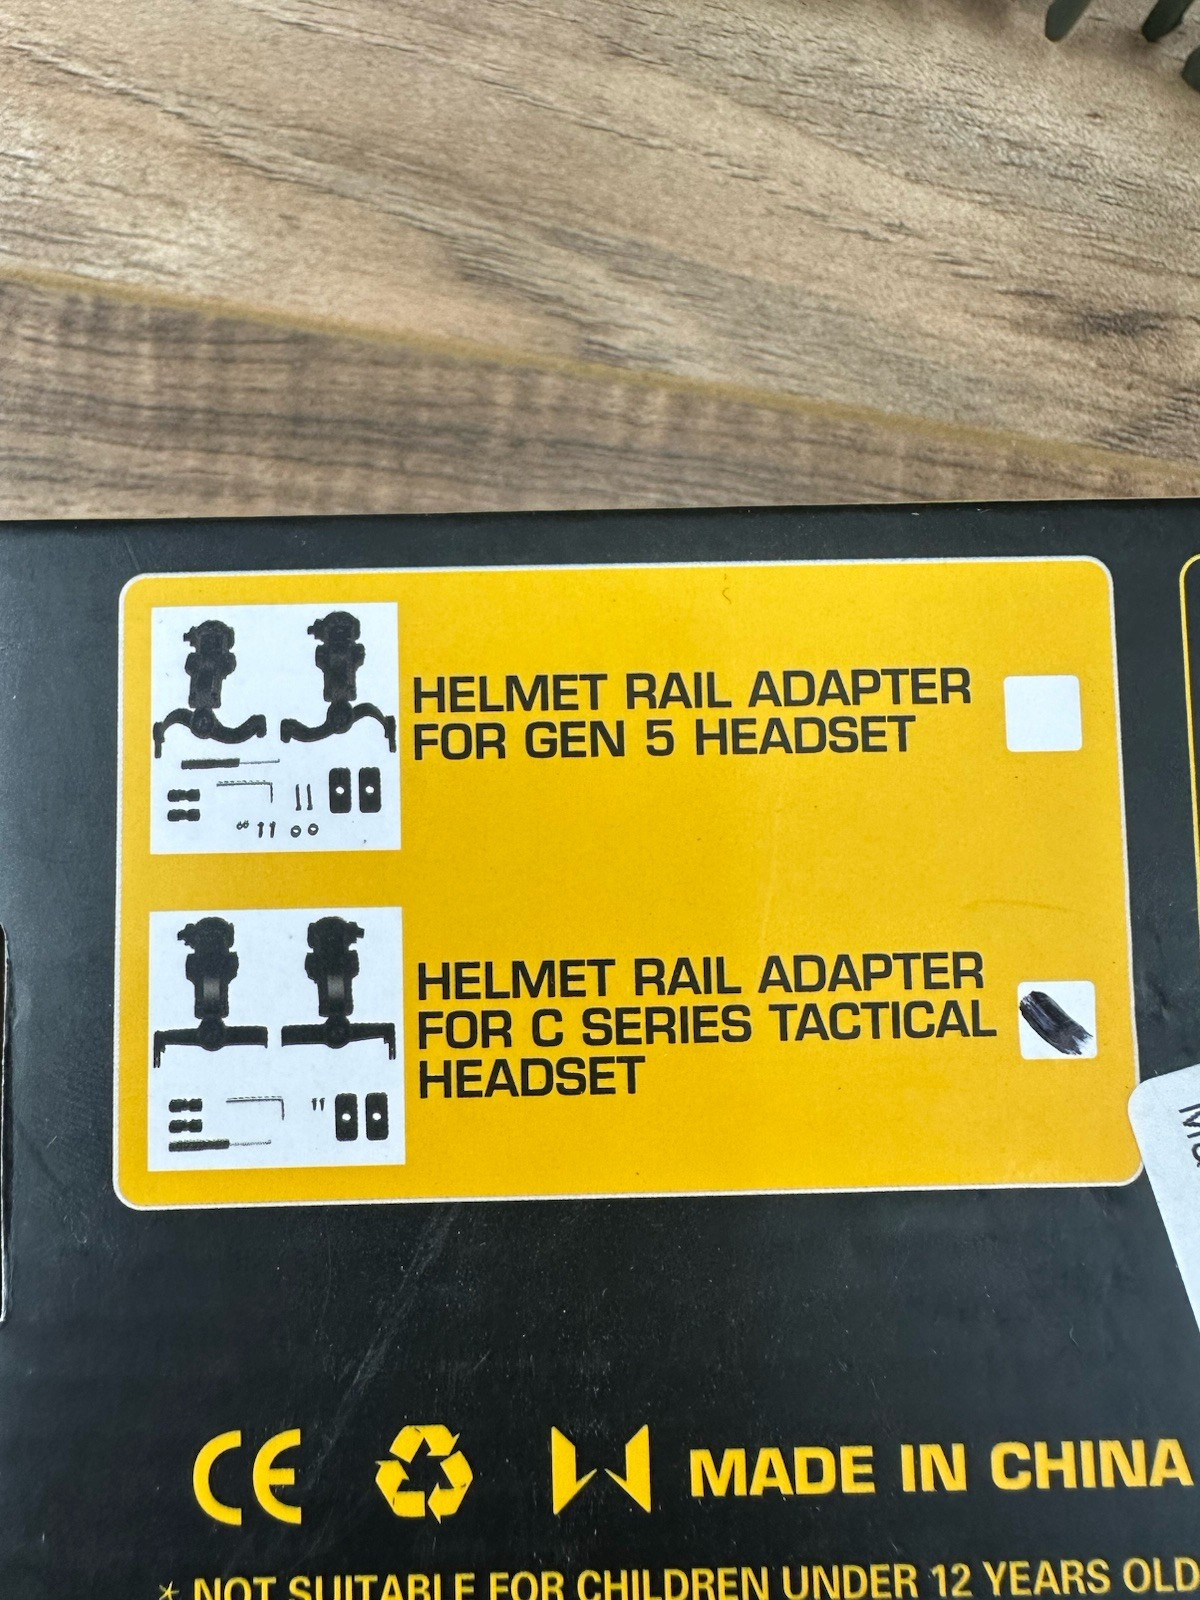 HELMET RAIL ADAPTER
FOR GEN 5 HEADSET
HELMET RAIL ADAPTER
FOR C SERIES TACTICAL
HEADSET
CE
MADE IN CHINA
* NOT SUITABLE FOR CHILDREN UNDER 12 YEARS OLD